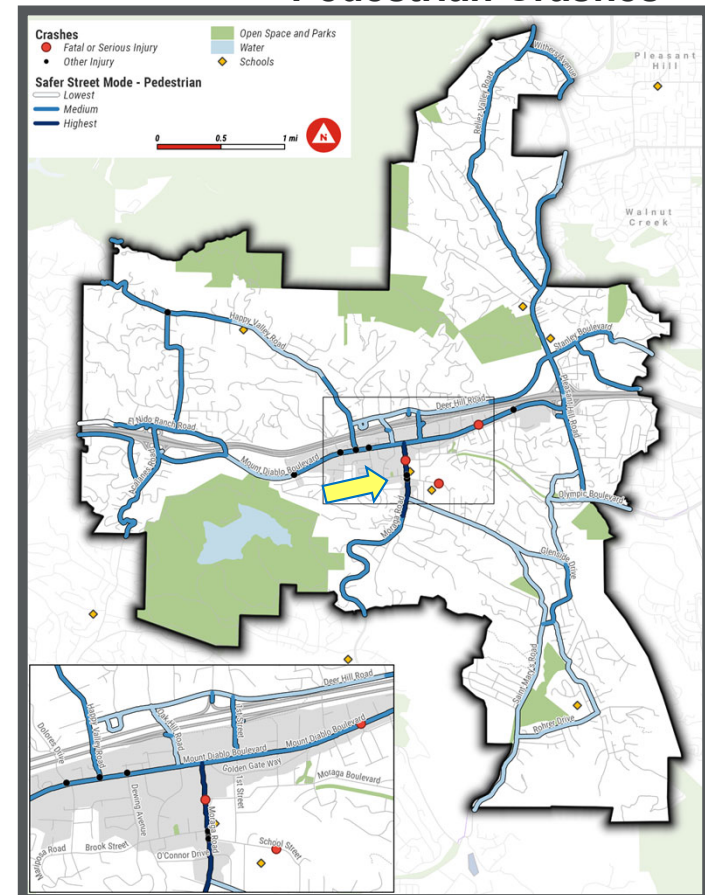 Pedestrian Crashes
Crashes
Fatal or Serious Injury
Other Injury
Open Space and Parks
Water
Schools
Safer Street Mode - Pedestrian
Lowest
Medium
Highest
0 0.5 1 mi
N
Withers Avenue
Pleasant
Hill
Reliez Valley Road
Walnut
Creek
Happy Valley Road
Stanley Boulevard
Deer Hill Road
Pleasant Hill Road
El Nido Ranch Road
Mount Diablo Boulevard
Acalanes Road
Moraga Road
Olympic Boulevard
Glenside Drive
Saint Mary's Road
Rohrer Drive
Deer Hill Road
Happy Valley Road
Oak Hill Road
1st Street
Dolores Drive
Mount Diablo Boulevard
Mount Diablo Boulevard
Golden Gate Way
Moraga Boulevard
Dewing Avenue
1st Street
Moraga Road
Mariposa Road
Brook Street
O'Connor Drive
School Street